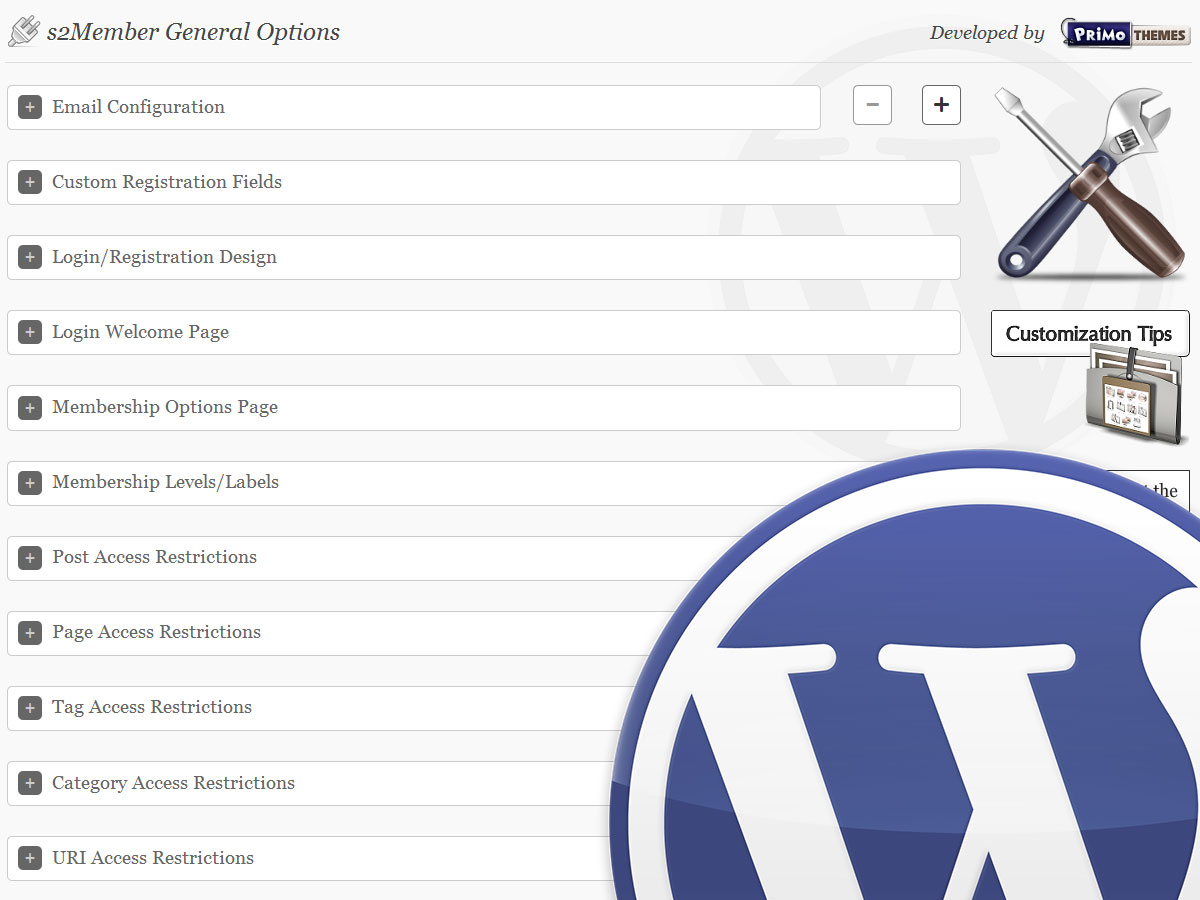 s2Member General Options
Developed by PRiMO THEMES
Email Configuration
Custom Registration Fields
Login/Registration Design
Login Welcome Page
Customization Tips
Membership Options Page
Membership Levels/Labels
the
Post Access Restrictions
Page Access Restrictions
Tag Access Restrictions
Category Access Restrictions
URI Access Restrictions